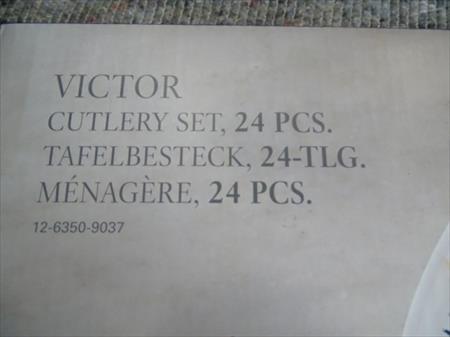 VICTOR
CUTLERY SET, 24 PCS.
TAFELBESTECK, 24-TLG.
MÉNAGÈRE, 24 PCS.
12-6350-9037